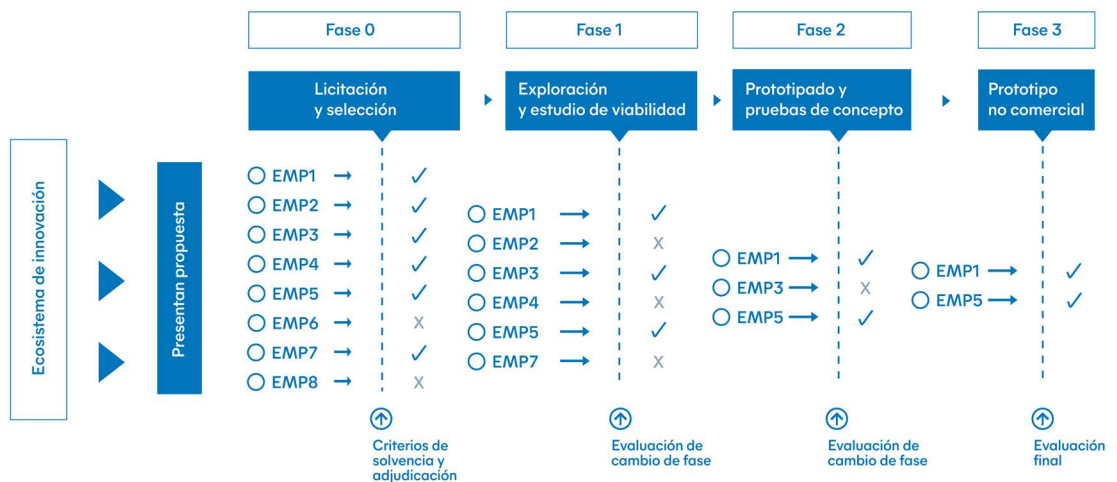 Fase 0
Fase 1
Fase 2
Fase 3
Licitación
y selección
Exploración
y estudio de viabilidad
Prototipado y
pruebas de concepto
Prototipo
no comercial
Ecosistema de innovación
Presentan propuesta
EMP1 → ✓
EMP2 → ✓
EMP3 → ✓
EMP4 → ✓
EMP5 → ✓
EMP6 → X
EMP7 → ✓
EMP8 → X
EMP1 → ✓
EMP2 → X
EMP3 → ✓
EMP4 → X
EMP5 → ✓
EMP7 → X
EMP1 → ✓
EMP3 → X
EMP5 → ✓
EMP1 → ✓
EMP5 → ✓
Criterios de
solvencia y
adjudicación
Evaluación de
cambio de fase
Evaluación de
cambio de fase
Evaluación
final